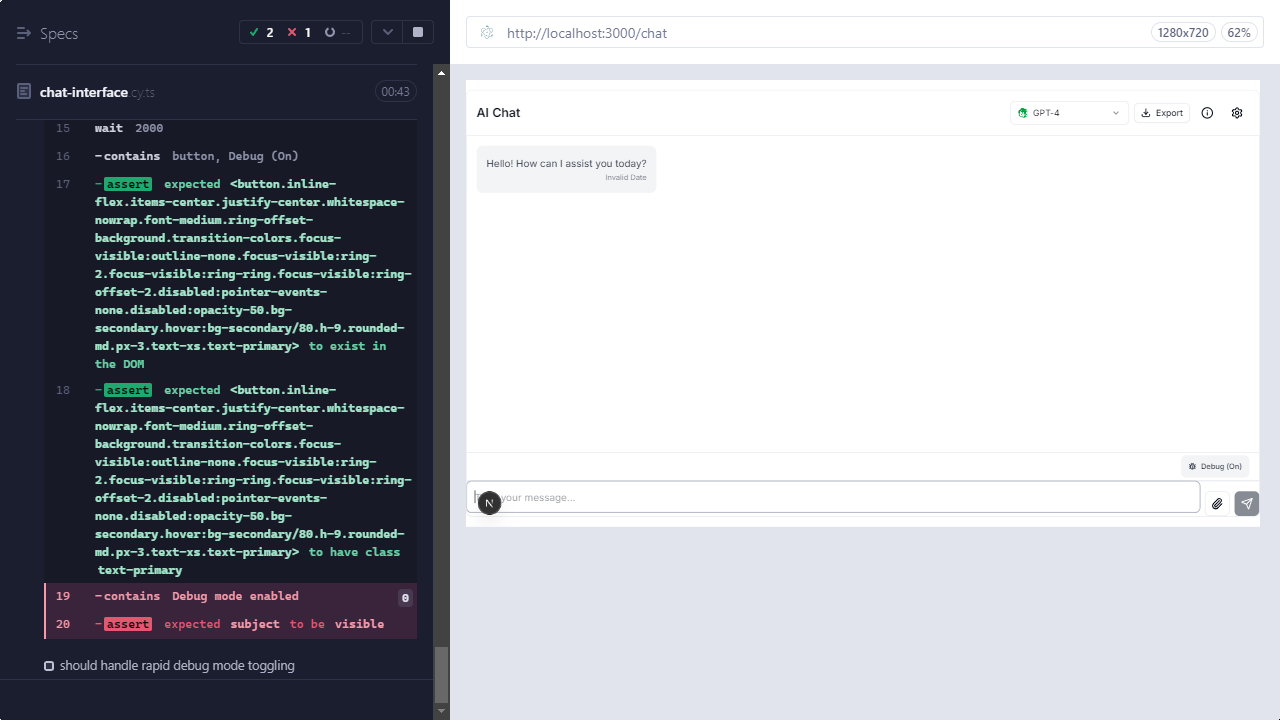 Specs
2
1
--
http://localhost:3000/chat
1280x720
62%
chat-interface.cy.ts
00:43
15 wait 2000
16 -contains button, Debug (On)
17 -assert expected <button.inline-
flex.items-center.justify-center.whitespace-
nowrap.font-medium.ring-offset-
background.transition-colors.focus-
visible:outline-none.focus-visible:ring-
2.focus-visible:ring-ring.focus-visible:ring-
offset-2.disabled:pointer-events-
none.disabled:opacity-50.bg-
secondary.hover:bg-secondary/80.h-9.rounded-
md.px-3.text-xs.text-primary> to exist in
the DOM
18 -assert expected <button.inline-
flex.items-center.justify-center.whitespace-
nowrap.font-medium.ring-offset-
background.transition-colors.focus-
visible:outline-none.focus-visible:ring-
2.focus-visible:ring-ring.focus-visible:ring-
offset-2.disabled:pointer-events-
none.disabled:opacity-50.bg-
secondary.hover:bg-secondary/80.h-9.rounded-
md.px-3.text-xs.text-primary> to have class
text-primary
19 -contains Debug mode enabled 0
20 -assert expected subject to be visible
should handle rapid debug mode toggling
AI Chat
GPT-4
Export
Hello! How can I assist you today?
Invalid Date
Debug (On)
N
your message...